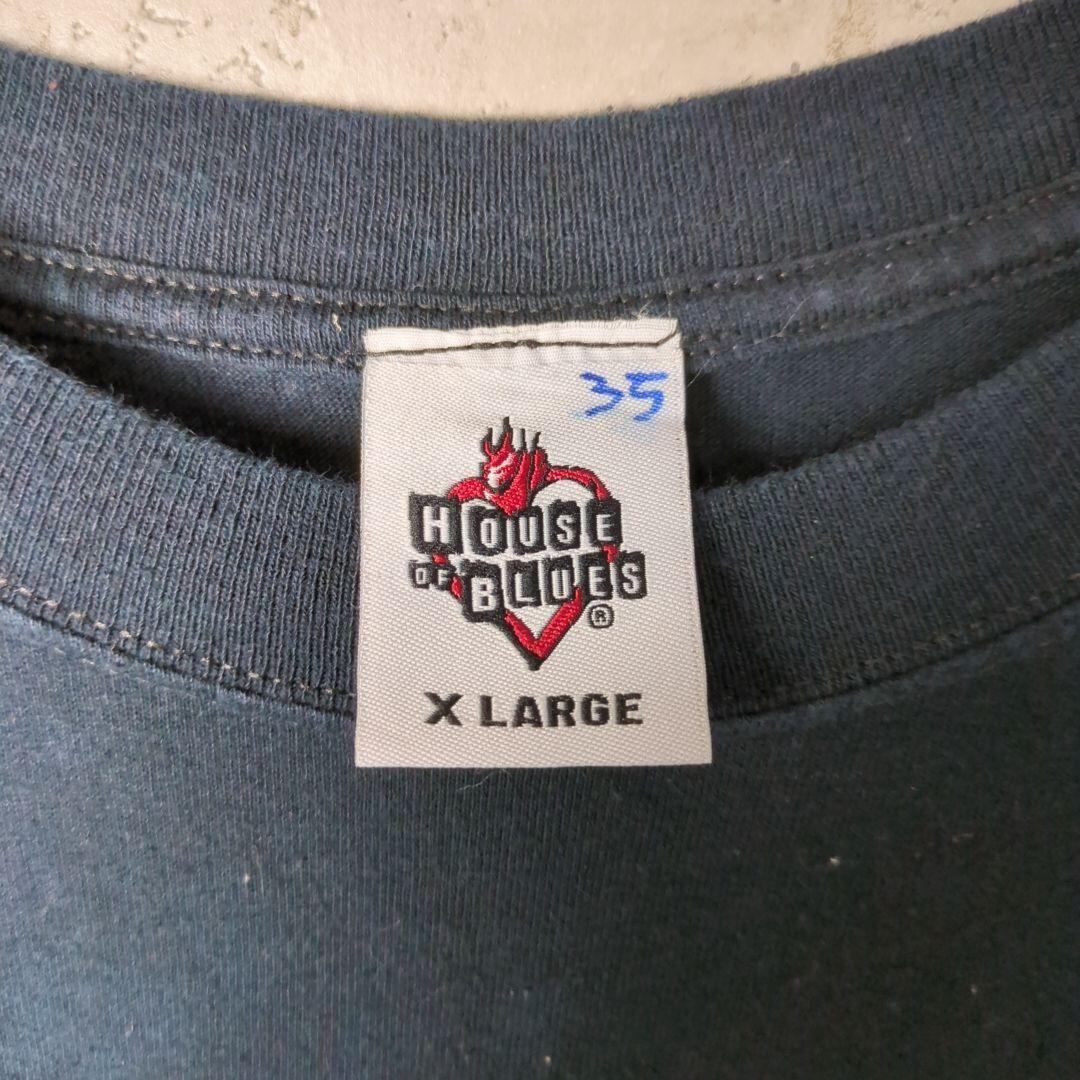 35
HOUSE
OF BLUES
®
X LARGE